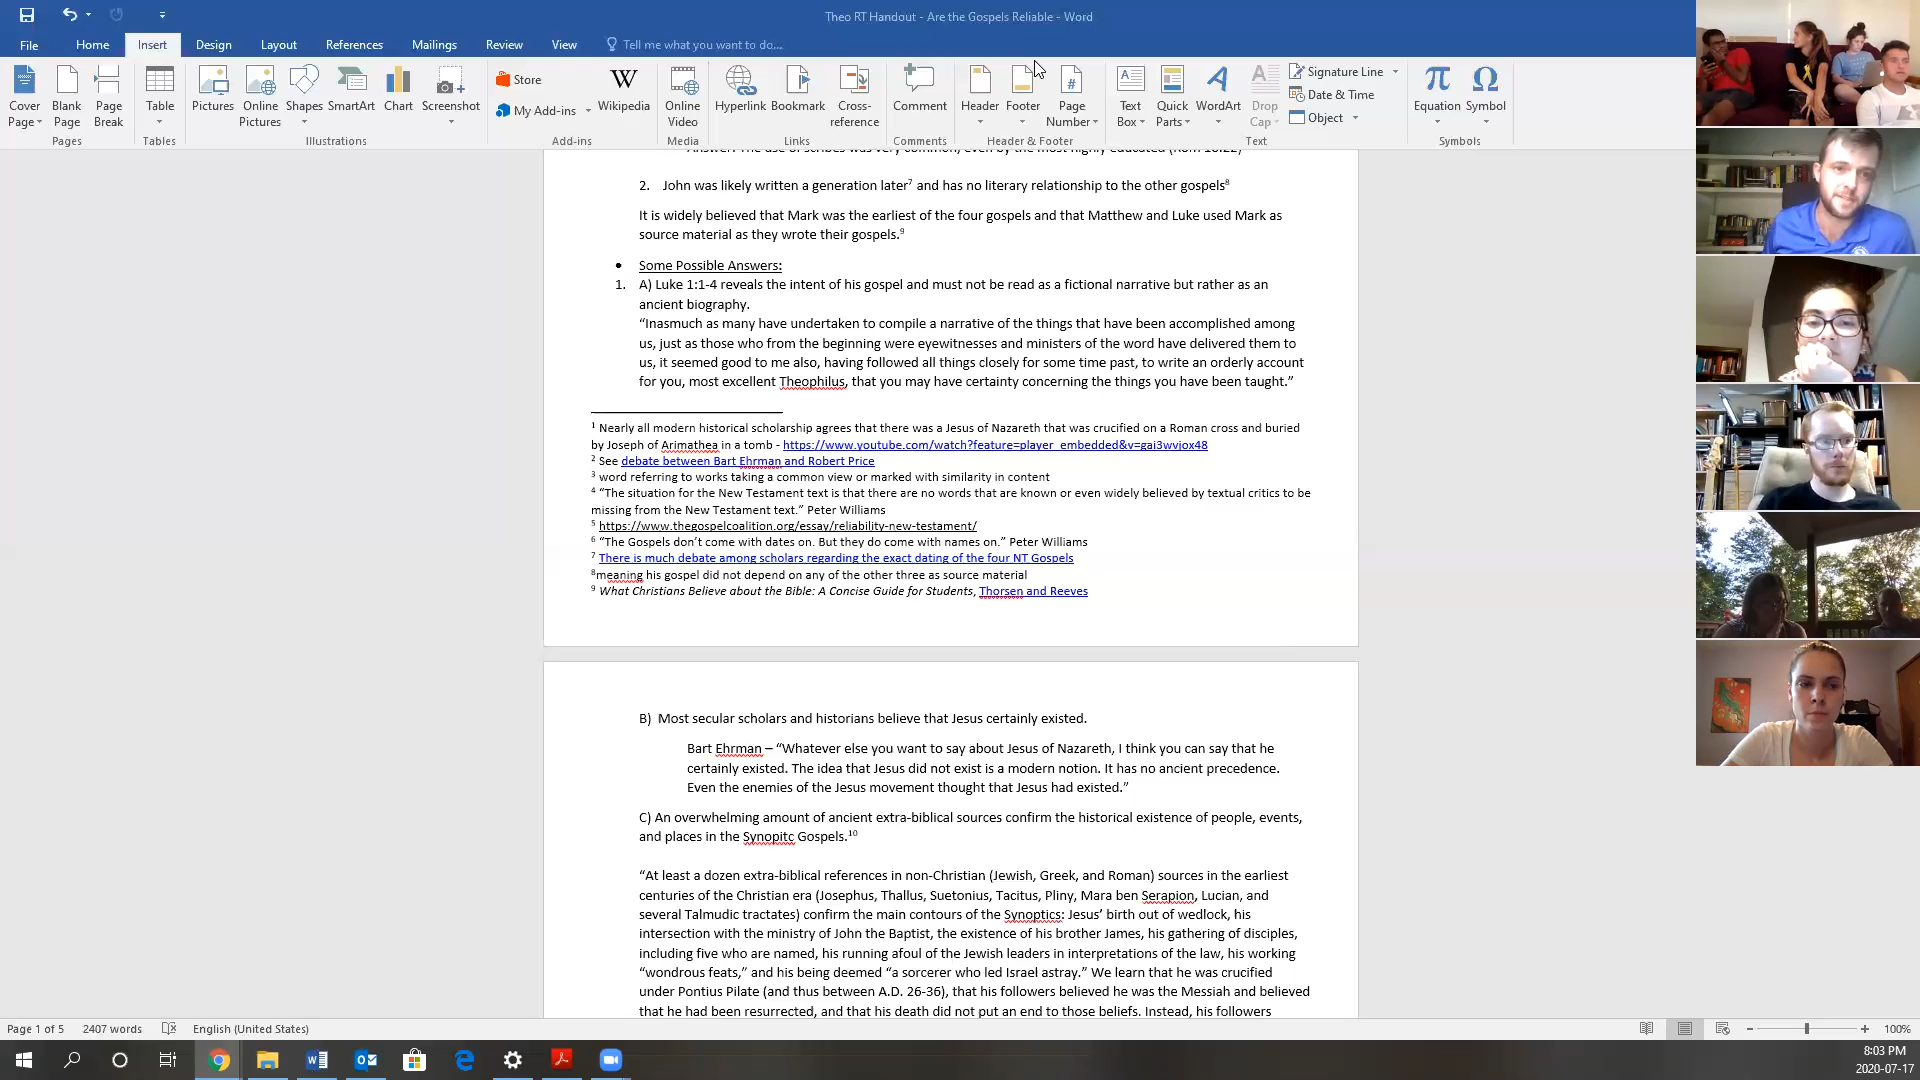 Theo RT Handout - Are the Gospels Reliable - Word
File Home Insert Design Layout References Mailings Review View Tell me what you want to do...
Cover Page Blank Page Page Break Table Pictures Online Pictures Shapes SmartArt Chart Screenshot Store My Add-ins Wikipedia Online Video Hyperlink Bookmark Cross-reference Comment Header Footer Page Number Text Box Quick Parts WordArt Drop Cap Signature Line Date & Time Object Equation Symbol
Pages Tables Illustrations Add-ins Media Links Comments Header & Footer Text Symbols
Answer: The use of scribes was very common, even by the most highly educated (Rom 16:22)
2. John was likely written a generation later7 and has no literary relationship to the other gospels8
It is widely believed that Mark was the earliest of the four gospels and that Matthew and Luke used Mark as
source material as they wrote their gospels.9
• Some Possible Answers:
1. A) Luke 1:1-4 reveals the intent of his gospel and must not be read as a fictional narrative but rather as an
ancient biography.
“Inasmuch as many have undertaken to compile a narrative of the things that have been accomplished among
us, just as those who from the beginning were eyewitnesses and ministers of the word have delivered them to
us, it seemed good to me also, having followed all things closely for some time past, to write an orderly account
for you, most excellent Theophilus, that you may have certainty concerning the things you have been taught.”
1 Nearly all modern historical scholarship agrees that there was a Jesus of Nazareth that was crucified on a Roman cross and buried
by Joseph of Arimathea in a tomb - https://www.youtube.com/watch?feature=player_embedded&v=gai3wvjox48
2 See debate between Bart Ehrman and Robert Price
3 word referring to works taking a common view or marked with similarity in content
4 “The situation for the New Testament text is that there are no words that are known or even widely believed by textual critics to be
missing from the New Testament text.” Peter Williams
5 https://www.thegospelcoalition.org/essay/reliability-new-testament/
6 “The Gospels don’t come with dates on. But they do come with names on.” Peter Williams
7 There is much debate among scholars regarding the exact dating of the four NT Gospels
8meaning his gospel did not depend on any of the other three as source material
9 What Christians Believe about the Bible: A Concise Guide for Students, Thorsen and Reeves
B) Most secular scholars and historians believe that Jesus certainly existed.
Bart Ehrman – “Whatever else you want to say about Jesus of Nazareth, I think you can say that he
certainly existed. The idea that Jesus did not exist is a modern notion. It has no ancient precedence.
Even the enemies of the Jesus movement thought that Jesus had existed.”
C) An overwhelming amount of ancient extra-biblical sources confirm the historical existence of people, events,
and places in the Synopitc Gospels.10
“At least a dozen extra-biblical references in non-Christian (Jewish, Greek, and Roman) sources in the earliest
centuries of the Christian era (Josephus, Thallus, Suetonius, Tacitus, Pliny, Mara ben Serapion, Lucian, and
several Talmudic tractates) confirm the main contours of the Synoptics: Jesus’ birth out of wedlock, his
intersection with the ministry of John the Baptist, the existence of his brother James, his gathering of disciples,
including five who are named, his running afoul of the Jewish leaders in interpretations of the law, his working
“wondrous feats,” and his being deemed “a sorcerer who led Israel astray.” We learn that he was crucified
under Pontius Pilate (and thus between A.D. 26-36), that his followers believed he was the Messiah and believed
that he had been resurrected, and that his death did not put an end to those beliefs. Instead, his followers
Page 1 of 5 2407 words English (United States) 100%
8:03 PM
2020-07-17